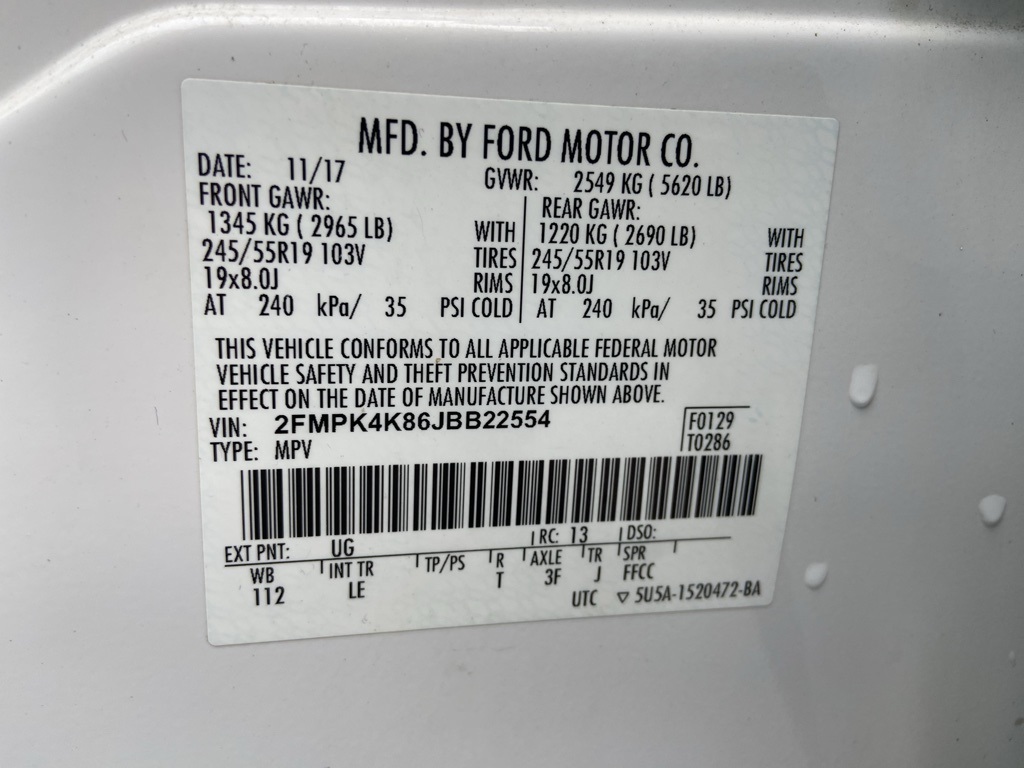 MFD. BY FORD MOTOR CO.
DATE: 11/17 GVWR: 2549 KG ( 5620 LB)
FRONT GAWR: REAR GAWR:
1345 KG ( 2965 LB) WITH 1220 KG ( 2690 LB) WITH
245/55R19 103V TIRES 245/55R19 103V TIRES
19x8.0J RIMS 19x8.0J RIMS
AT 240 kPa/ 35 PSI COLD AT 240 kPa/ 35 PSI COLD
THIS VEHICLE CONFORMS TO ALL APPLICABLE FEDERAL MOTOR
VEHICLE SAFETY AND THEFT PREVENTION STANDARDS IN
EFFECT ON THE DATE OF MANUFACTURE SHOWN ABOVE.
VIN: 2FMPK4K86JBB22554 F0129
TYPE: MPV T0286
EXT PNT: UG RC: 13 DSO:
WB INT TR TP/PS R AXLE TR SPR
112 LE T 3F J FFCC
UTC ▽ 5U5A-1520472-BA